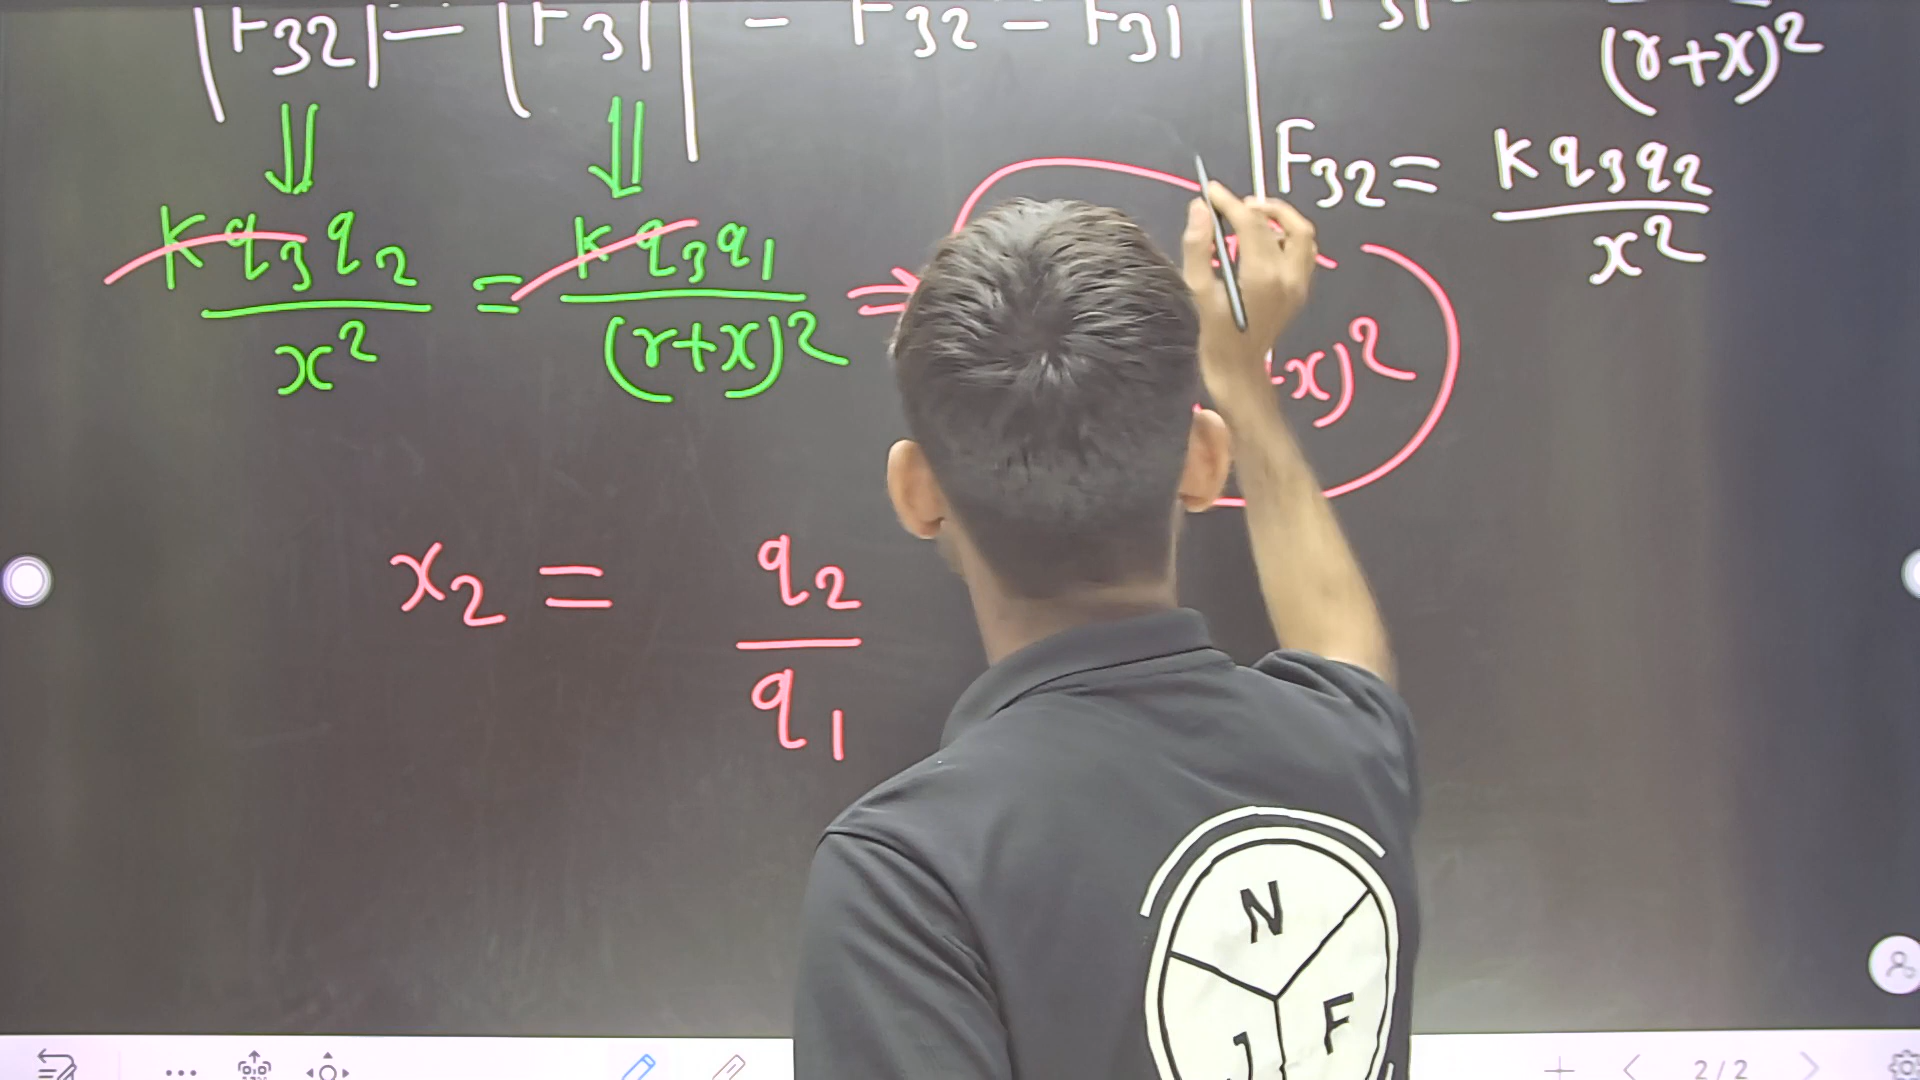 |F32| = |F31| - F32 = F31
(r+x)²
F32 = Kq3q2 / x²
Kq3q2 / x² = Kq3q1 / (r+x)² ⇒
x)²
x₂ = q2 / q1
N
J F
2/2